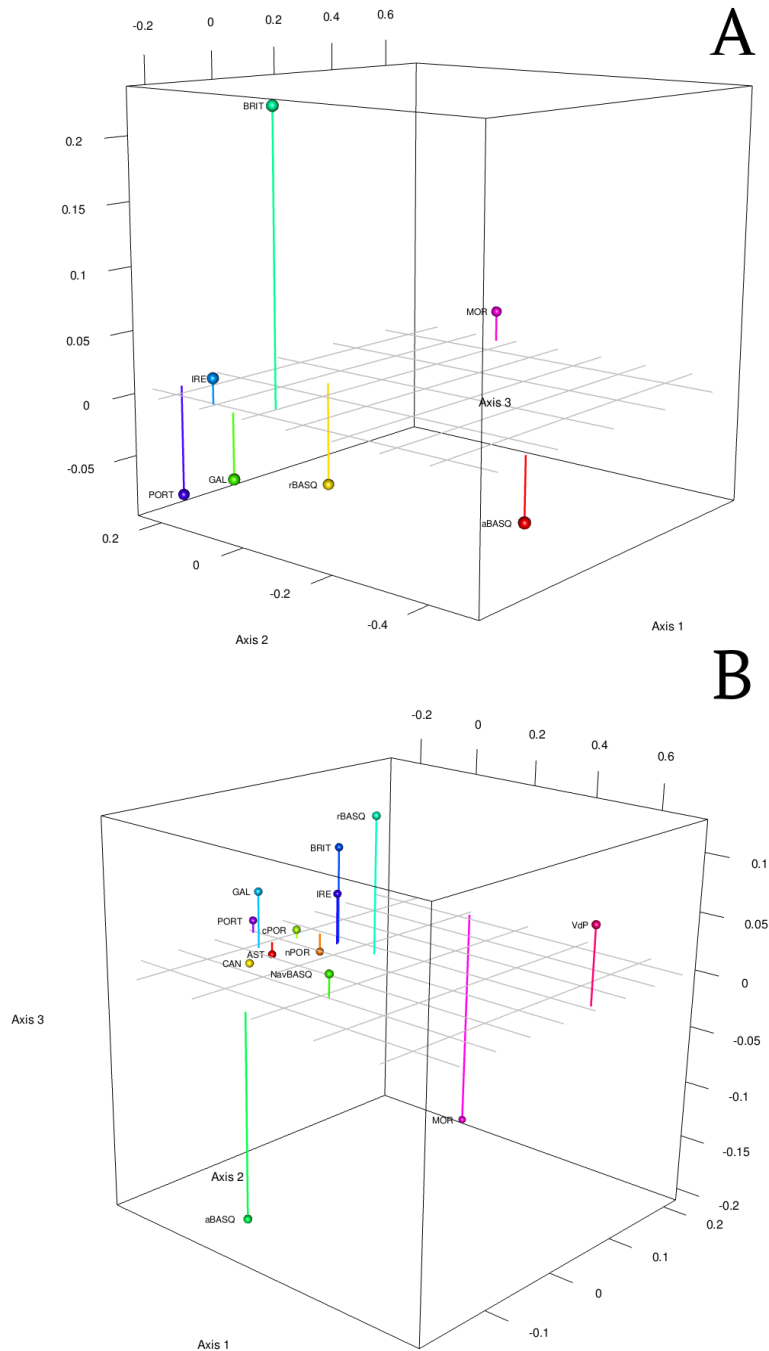 -0.2 0 0.2 0.4 0.6
A
BRIT
0.2
0.15
0.1
MOR
0.05
IRE
0
Axis 3
-0.05
GAL
rBASQ
PORT
aBASQ
0.2
0
-0.2
-0.4
Axis 2
Axis 1
B
-0.2 0 0.2 0.4 0.6
rBASQ
BRIT
0.1
GAL
IRE
PORT
0.05
VdP
cPOR
AST
nPOR
CAN
NavBASQ
0
Axis 3
-0.05
-0.1
MOR
-0.15
Axis 2
-0.2
aBASQ
0.2
0.1
0
-0.1
Axis 1